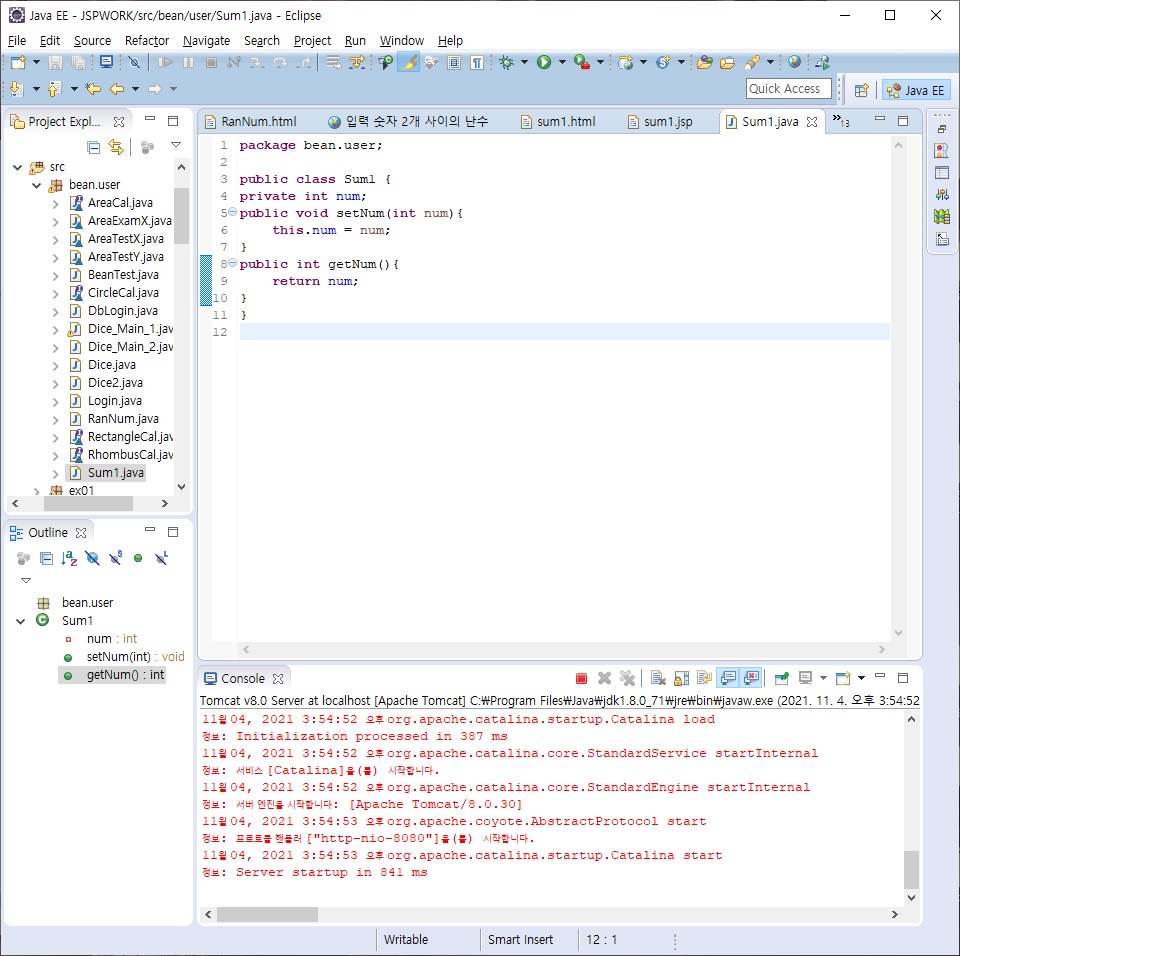 Java EE - JSPWORK/src/bean/user/Sum1.java - Eclipse
File Edit Source Refactor Navigate Search Project Run Window Help
Quick Access
Java EE
Project Expl...
src
bean.user
AreaCal.java
AreaExamX.java
AreaTestX.java
AreaTestY.java
BeanTest.java
CircleCal.java
DbLogin.java
Dice_Main_1.jav
Dice_Main_2.jav
Dice.java
Dice2.java
Login.java
RanNum.java
RectangleCal.jav
RhombusCal.jav
Sum1.java
ex01
Outline
bean.user
Sum1
num : int
setNum(int) : void
getNum() : int
RanNum.html 입력 숫자 2개 사이의 난수 sum1.html sum1.jsp Sum1.java »13
1 package bean.user;
2
3 public class Sum1 {
4 private int num;
5 public void setNum(int num){
6 this.num = num;
7 }
8 public int getNum(){
9 return num;
10 }
11 }
12
Console
Tomcat v8.0 Server at localhost [Apache Tomcat] C:₩Program Files₩Java₩jdk1.8.0_71₩jre₩bin₩javaw.exe (2021. 11. 4. 오후 3:54:52
11월 04, 2021 3:54:52 오후 org.apache.catalina.startup.Catalina load
정보: Initialization processed in 387 ms
11월 04, 2021 3:54:52 오후 org.apache.catalina.core.StandardService startInternal
정보: 서비스 [Catalina]을(를) 시작합니다.
11월 04, 2021 3:54:52 오후 org.apache.catalina.core.StandardEngine startInternal
정보: 서버 엔진을 시작합니다: [Apache Tomcat/8.0.30]
11월 04, 2021 3:54:53 오후 org.apache.coyote.AbstractProtocol start
정보: 프로토콜 핸들러 ["http-nio-8080"]을(를) 시작합니다.
11월 04, 2021 3:54:53 오후 org.apache.catalina.startup.Catalina start
정보: Server startup in 841 ms
Writable Smart Insert 12 : 1